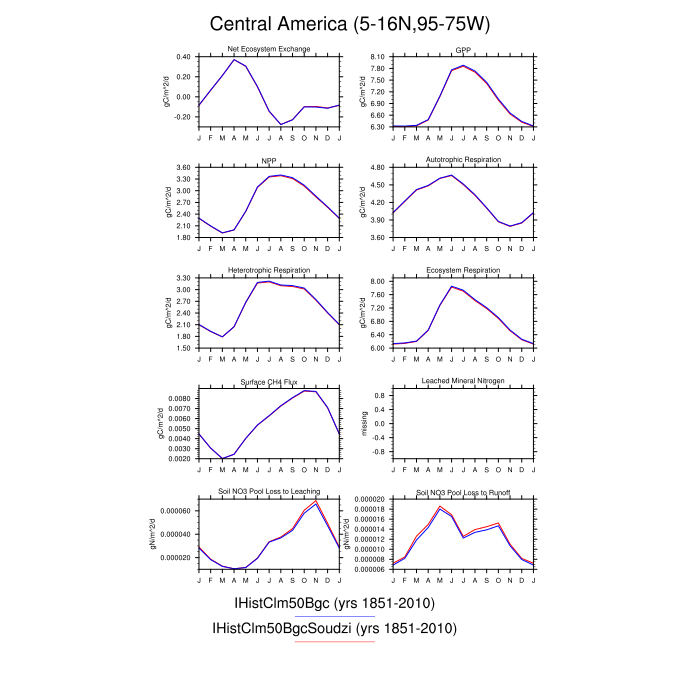 Central America (5-16N,95-75W)
Net Ecosystem Exchange
GPP
gC/m^2/d
0.40
0.20
0.00
-0.20
J F M A M J J A S O N D J
gC/m^2/d
8.10
7.80
7.50
7.20
6.90
6.60
6.30
J F M A M J J A S O N D J
NPP
Autotrophic Respiration
gC/m^2/d
3.60
3.30
3.00
2.70
2.40
2.10
1.80
J F M A M J J A S O N D J
gC/m^2/d
4.80
4.50
4.20
3.90
3.60
J F M A M J J A S O N D J
Heterotrophic Respiration
Ecosystem Respiration
gC/m^2/d
3.30
3.00
2.70
2.40
2.10
1.80
1.50
J F M A M J J A S O N D J
gC/m^2/d
8.00
7.60
7.20
6.80
6.40
6.00
J F M A M J J A S O N D J
Surface CH4 Flux
Leached Mineral Nitrogen
gC/m^2/d
0.0080
0.0070
0.0060
0.0050
0.0040
0.0030
0.0020
J F M A M J J A S O N D J
missing
0.8
0.4
-0.0
-0.4
-0.8
J F M A M J J A S O N D J
Soil NO3 Pool Loss to Leaching
Soil NO3 Pool Loss to Runoff
gN/m^2/d
0.000060
0.000040
0.000020
J F M A M J J A S O N D J
gN/m^2/d
0.000020
0.000018
0.000016
0.000014
0.000012
0.000010
0.000008
0.000006
J F M A M J J A S O N D J
IHistClm50Bgc (yrs 1851-2010)
IHistClm50BgcSoudzi (yrs 1851-2010)